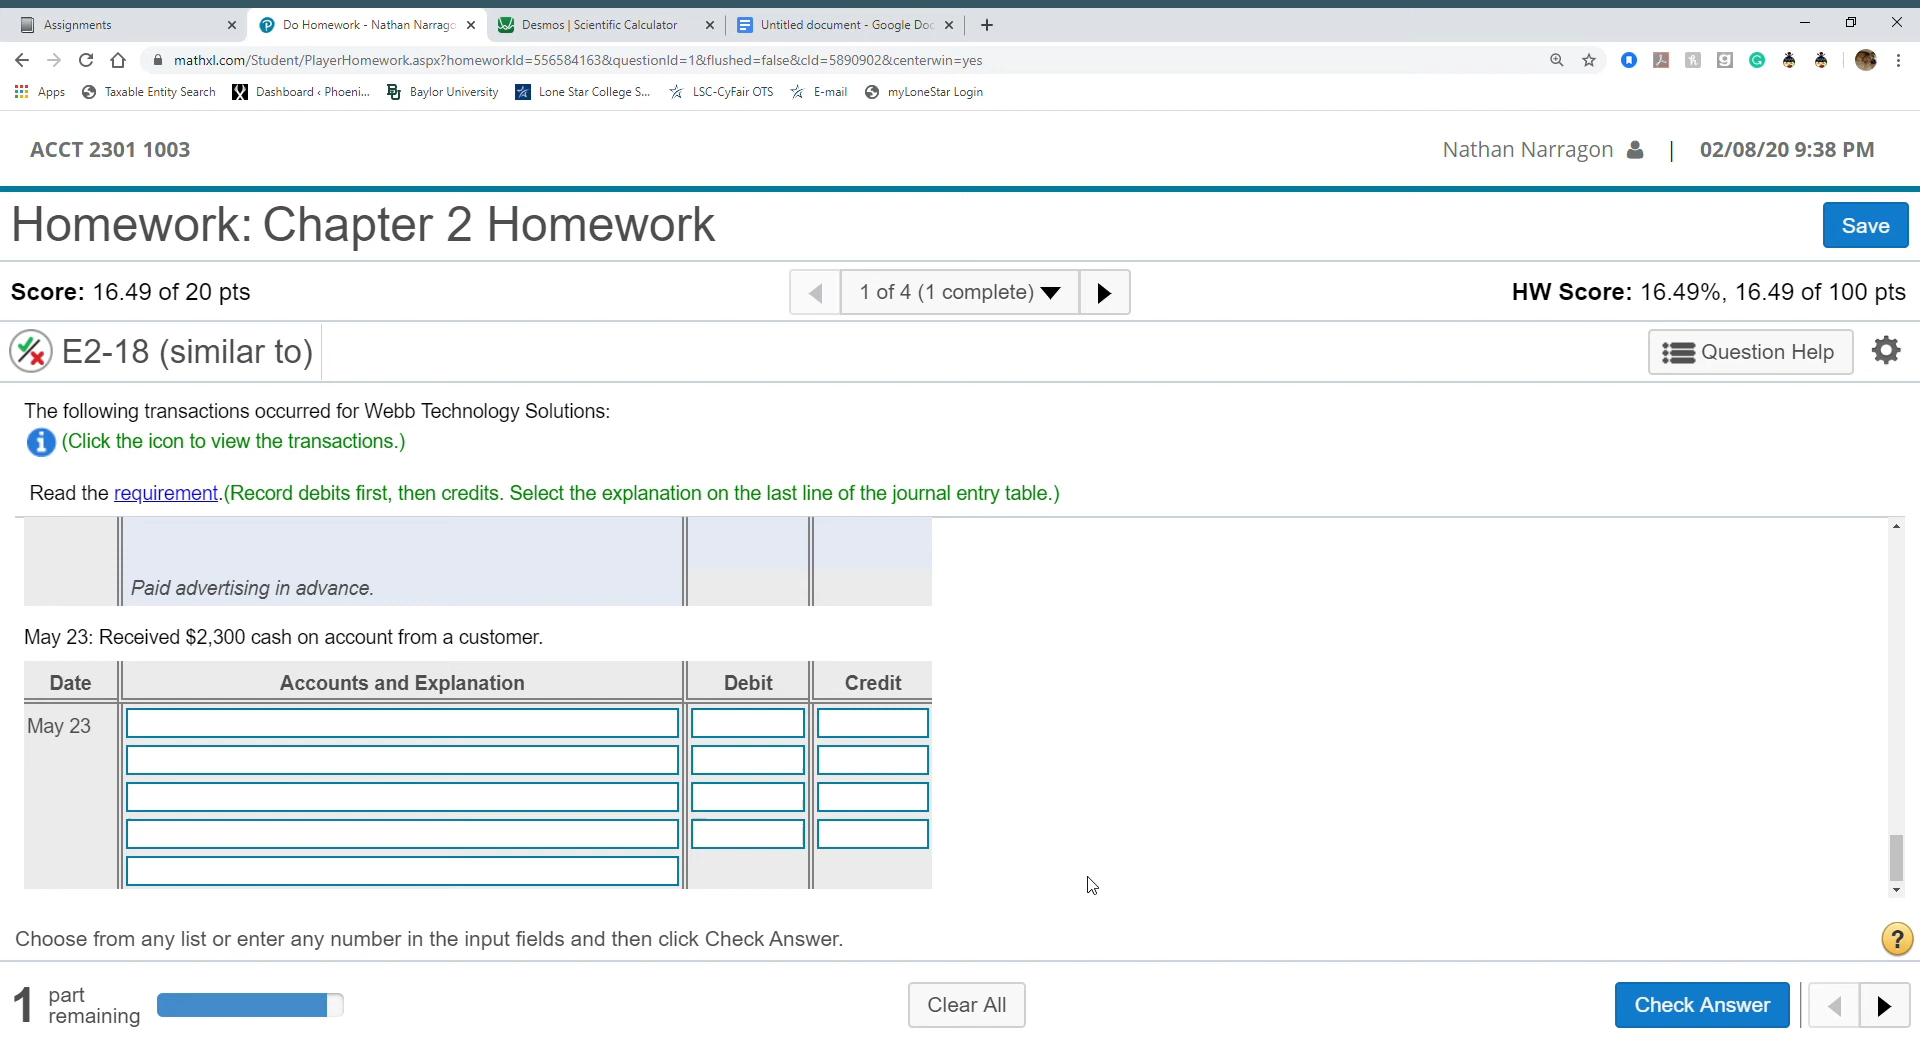 Assignments
Do Homework - Nathan Narrago
Desmos | Scientific Calculator
Untitled document - Google Doc
mathxl.com/Student/PlayerHomework.aspx?homeworkId=556584163&questionId=1&flushed=false&cId=5890902&centerwin=yes
Apps
Taxable Entity Search
Dashboard ‹ Phoeni...
Baylor University
Lone Star College S...
LSC-CyFair OTS
E-mail
myLoneStar Login
ACCT 2301 1003
Nathan Narragon | 02/08/20 9:38 PM
Homework: Chapter 2 Homework
Save
Score: 16.49 of 20 pts
1 of 4 (1 complete)
HW Score: 16.49%, 16.49 of 100 pts
E2-18 (similar to)
Question Help
The following transactions occurred for Webb Technology Solutions:
(Click the icon to view the transactions.)
Read the requirement.(Record debits first, then credits. Select the explanation on the last line of the journal entry table.)
Paid advertising in advance.
May 23: Received $2,300 cash on account from a customer.
Date Accounts and Explanation Debit Credit
May 23
Choose from any list or enter any number in the input fields and then click Check Answer.
?
1 part remaining
Clear All
Check Answer